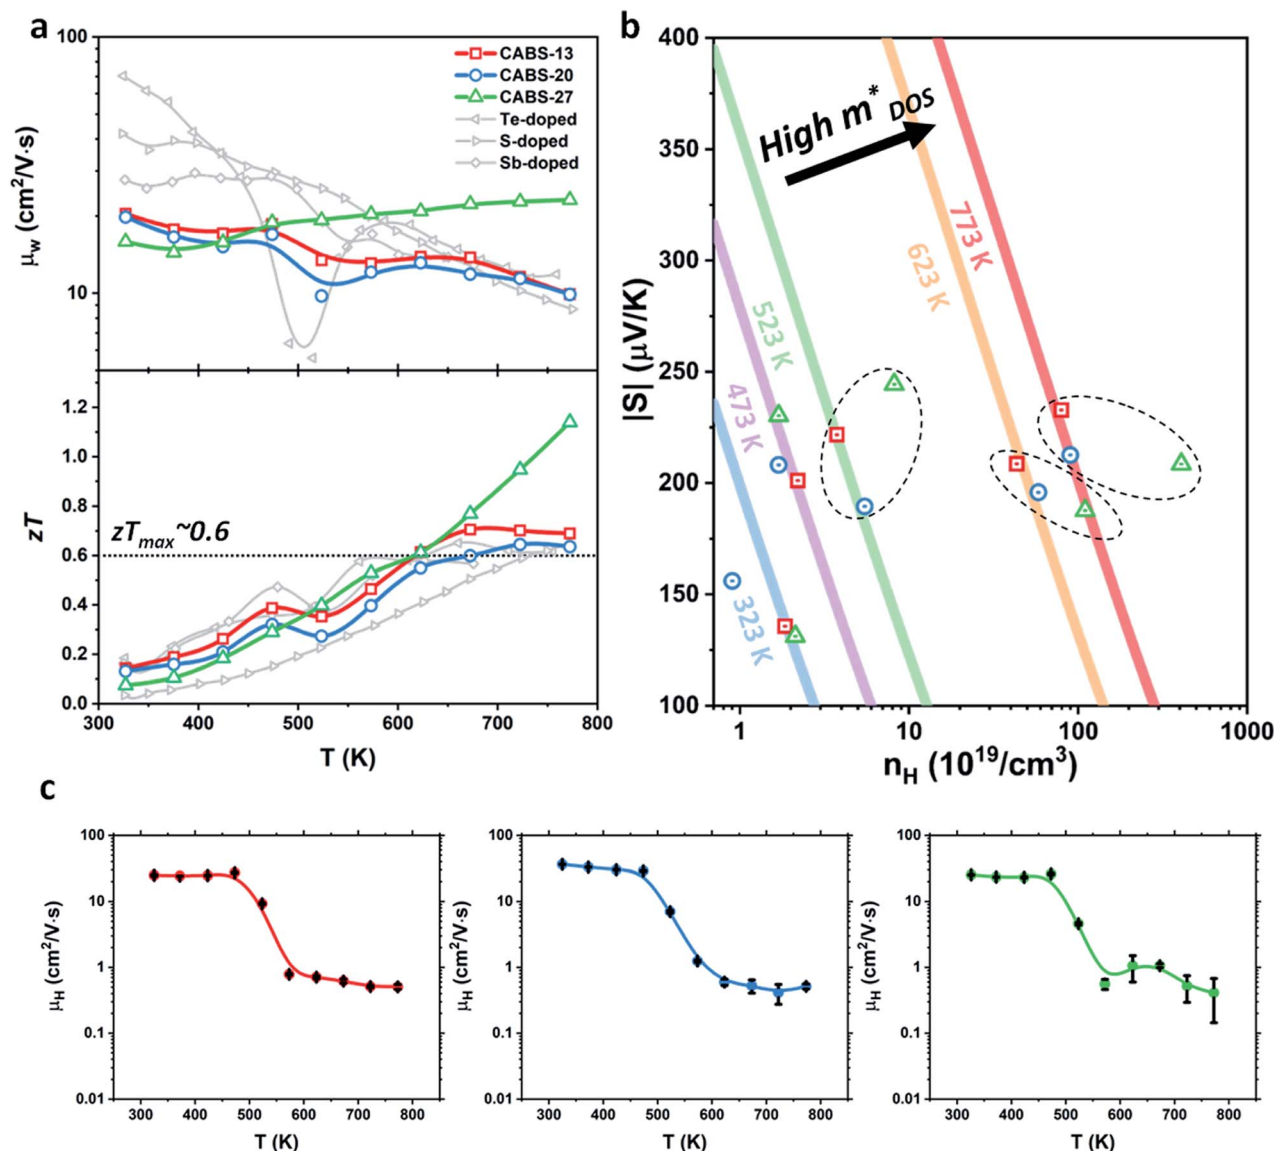 a
100
10
μw (cm2/V·s)
CABS-13
CABS-20
CABS-27
Te-doped
S-doped
Sb-doped
1.2
1.0
0.8
0.6
0.4
0.2
0.0
zT
zTmax~0.6
300 400 500 600 700 800
T (K)
b
400
350
300
250
200
150
100
|S| (μV/K)
High m*DOS
323 K
473 K
523 K
623 K
773 K
1 10 100 1000
nH (1019/cm3)
c
100
10
1
0.1
0.01
μH (cm2/V·s)
300 400 500 600 700 800
T (K)
100
10
1
0.1
0.01
μH (cm2/V·s)
300 400 500 600 700 800
T (K)
100
10
1
0.1
0.01
μH (cm2/V·s)
300 400 500 600 700 800
T (K)